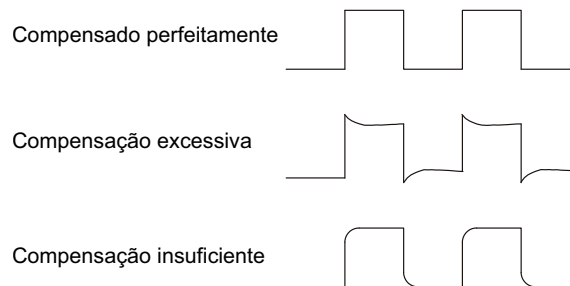 Compensado perfeitamente
Compensação excessiva
Compensação insuficiente